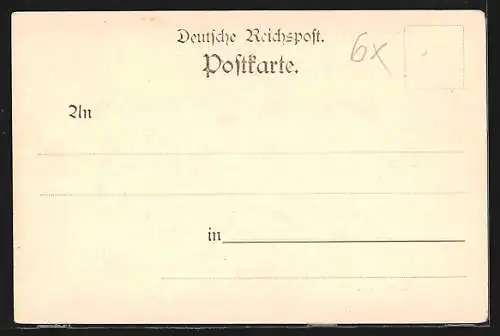 Deutsche Reichspost.
Postkarte.
6x
An
in